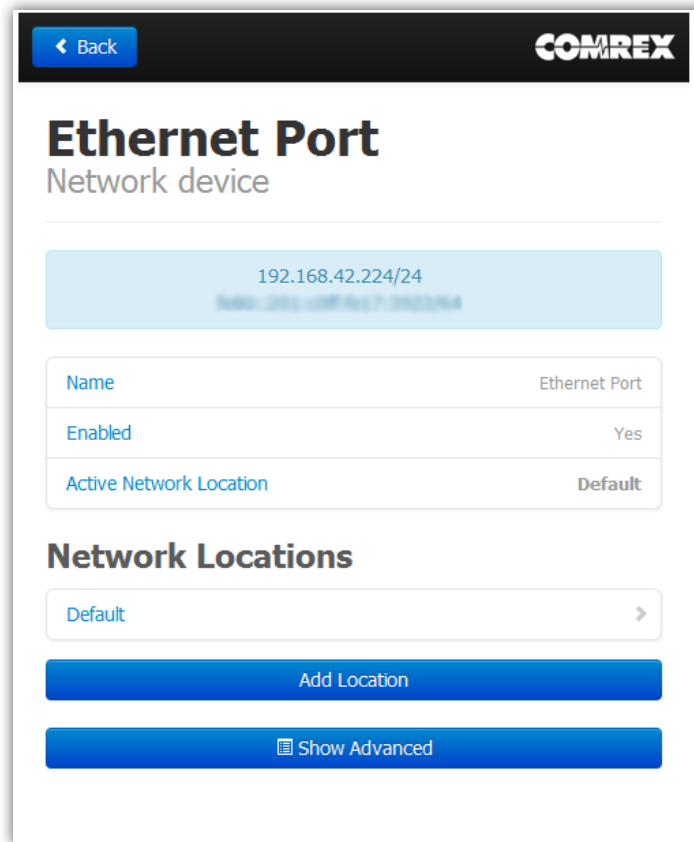 Back
COMREX
Ethernet Port
Network device
192.168.42.224/24
Name Ethernet Port
Enabled Yes
Active Network Location Default
Network Locations
Default
Add Location
Show Advanced